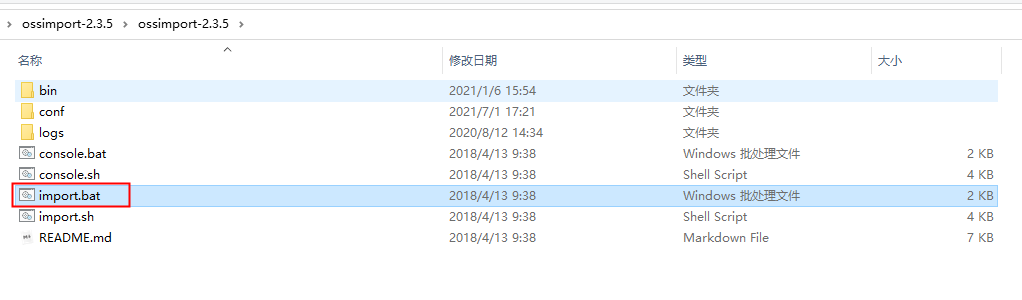 ossimport-2.3.5 > ossimport-2.3.5 >
名称 修改日期 类型 大小
bin 2021/1/6 15:54 文件夹
conf 2021/7/1 17:21 文件夹
logs 2020/8/12 14:34 文件夹
console.bat 2018/4/13 9:38 Windows 批处理文件 2 KB
console.sh 2018/4/13 9:38 Shell Script 4 KB
import.bat 2018/4/13 9:38 Windows 批处理文件 2 KB
import.sh 2018/4/13 9:38 Shell Script 4 KB
README.md 2018/4/13 9:38 Markdown File 7 KB